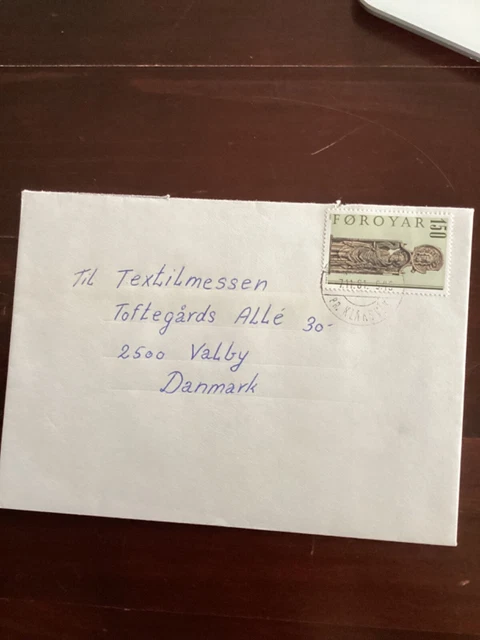 FØROYAR
150
Til Textilmessen
Toftegårds Allé 30-
2500 Valby
Danmark